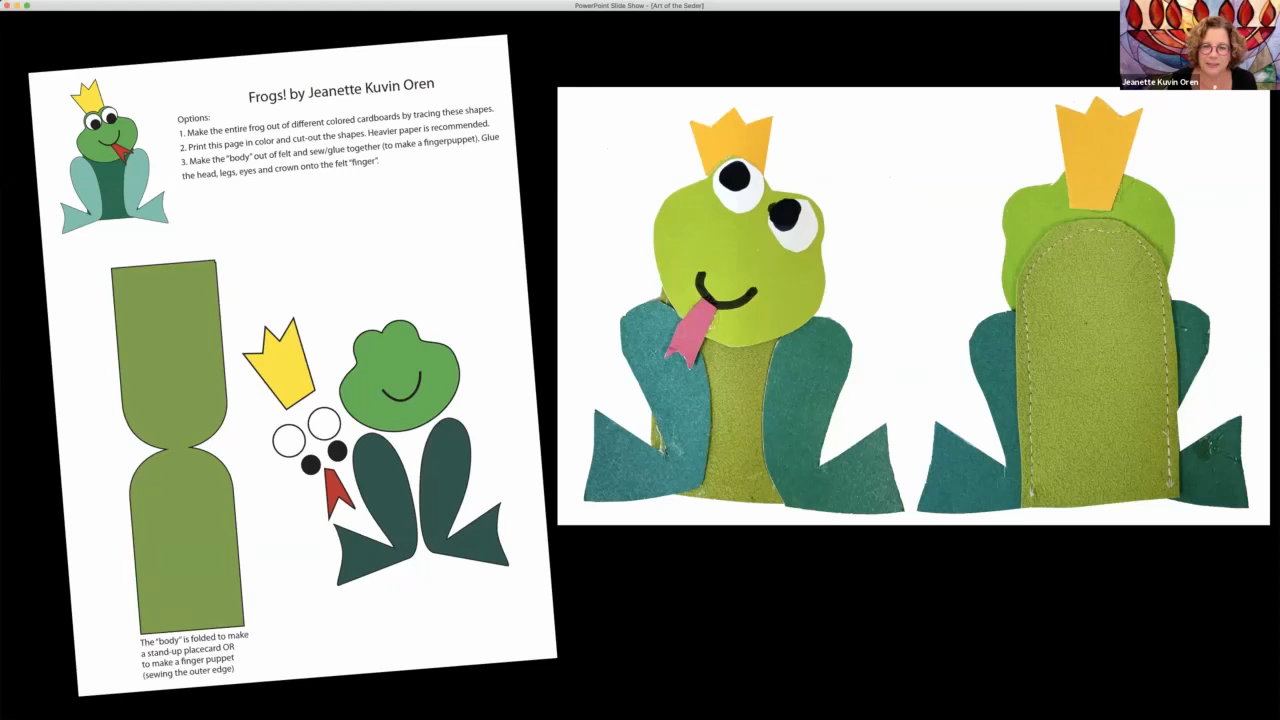 PowerPoint Slide Show - [Art of the Seder]
Jeanette Kuvin Oren
Frogs! by Jeanette Kuvin Oren
Options:
1. Make the entire frog out of different colored cardboards by tracing these shapes.
2. Print this page in color and cut-out the shapes. Heavier paper is recommended.
3. Make the "body" out of felt and sew/glue together (to make a fingerpuppet). Glue
the head, legs, eyes and crown onto the felt "finger".
The "body" is folded to make
a stand-up placecard OR
to make a finger puppet
(sewing the outer edge)